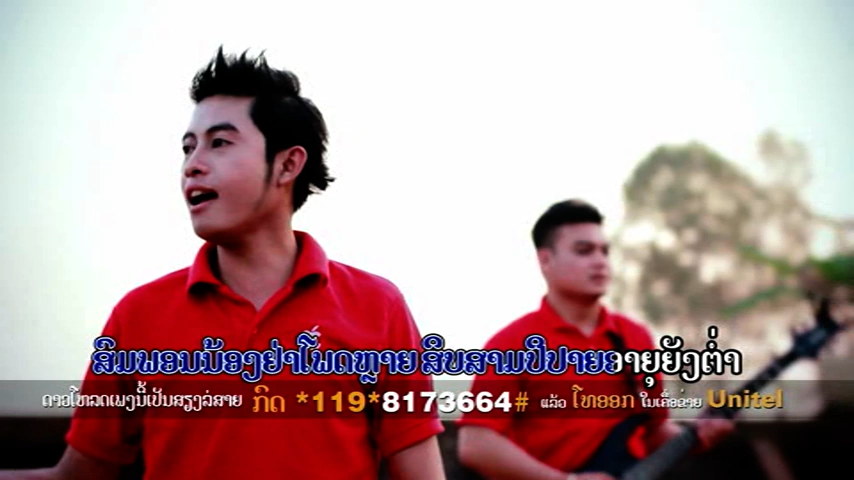 ສົມພອນນ້ອງຢ່າໂພດຫຼາຍ ສິບສາມປີປາຍອາຍຸຍັງຕ່ຳ
ດາວໂຫລດເພງນີ້ເປັນສຽງລໍສາຍ ກົດ *119*8173664# ແລ້ວ ໂທອອກ ໃນເຄືອຂ່າຍ Unitel